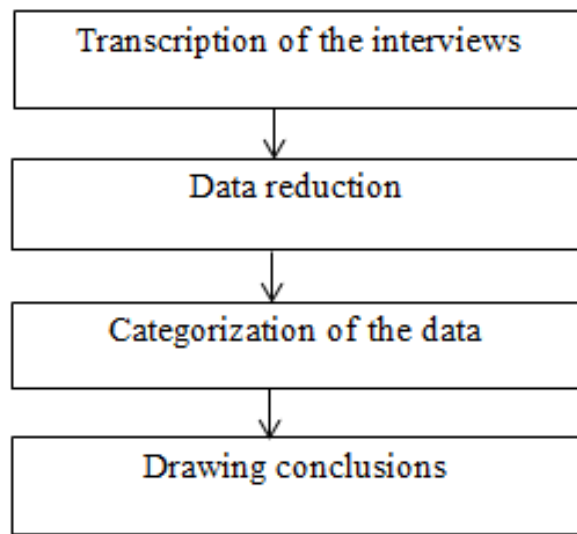 Transcription of the interviews
Data reduction
Categorization of the data
Drawing conclusions